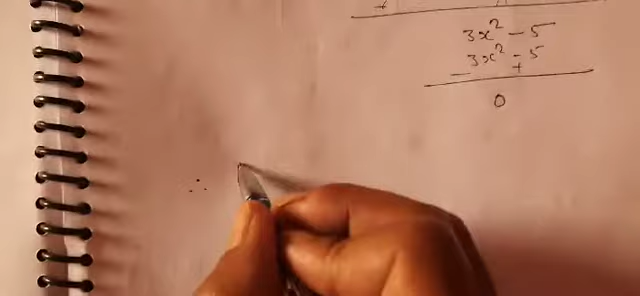 3x² - 5
3x² - 5
- +
0
∴